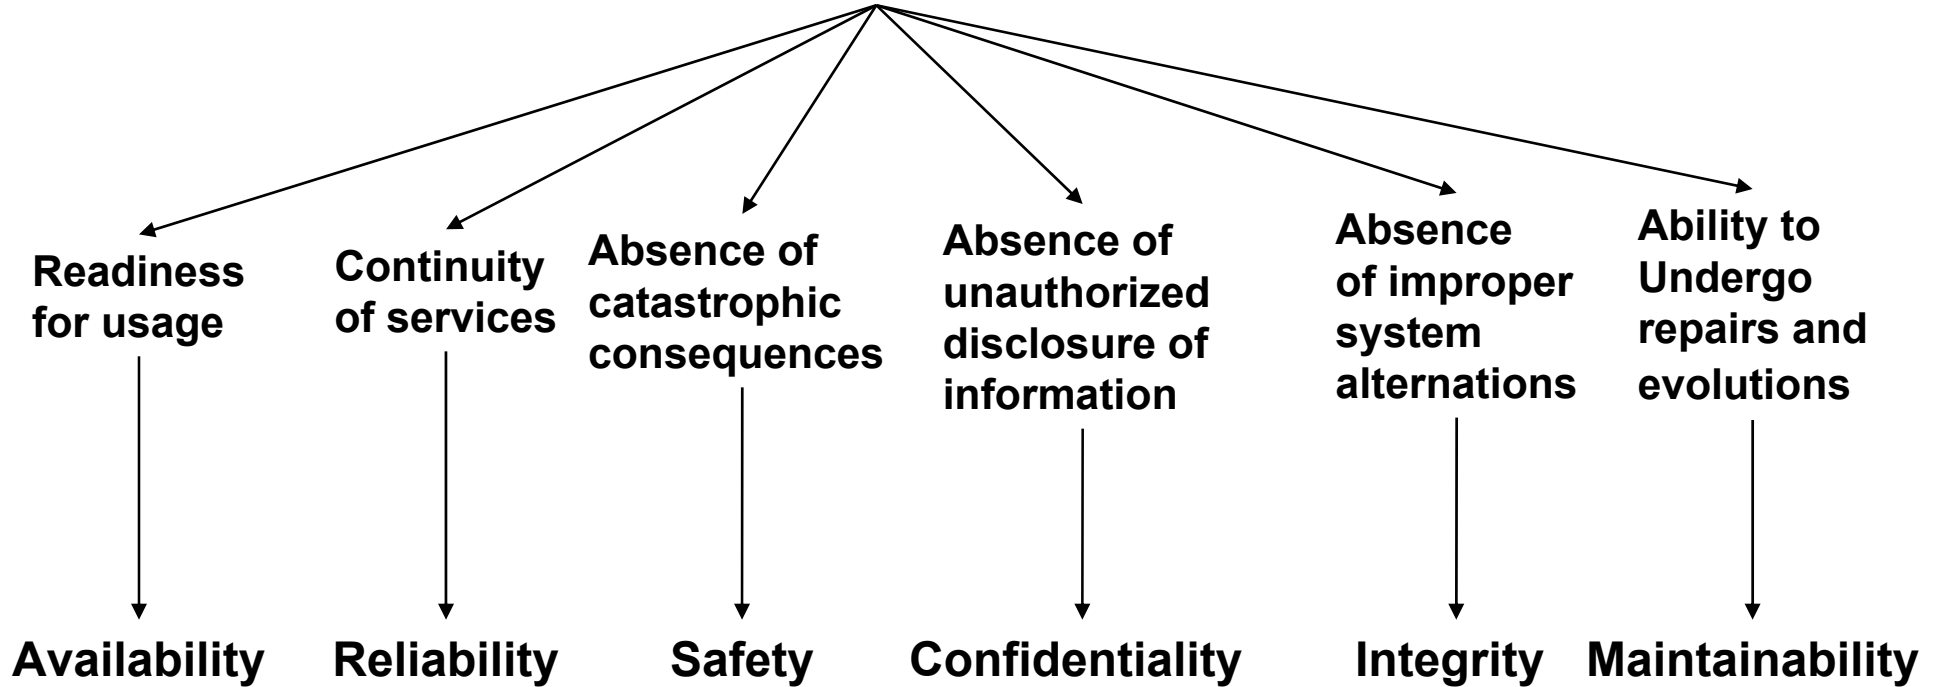 Readiness
for usage
Continuity
of services
Absence of
catastrophic
consequences
Absence of
unauthorized
disclosure of
information
Absence
of improper
system
alternations
Ability to
Undergo
repairs and
evolutions
Availability
Reliability
Safety
Confidentiality
Integrity
Maintainability